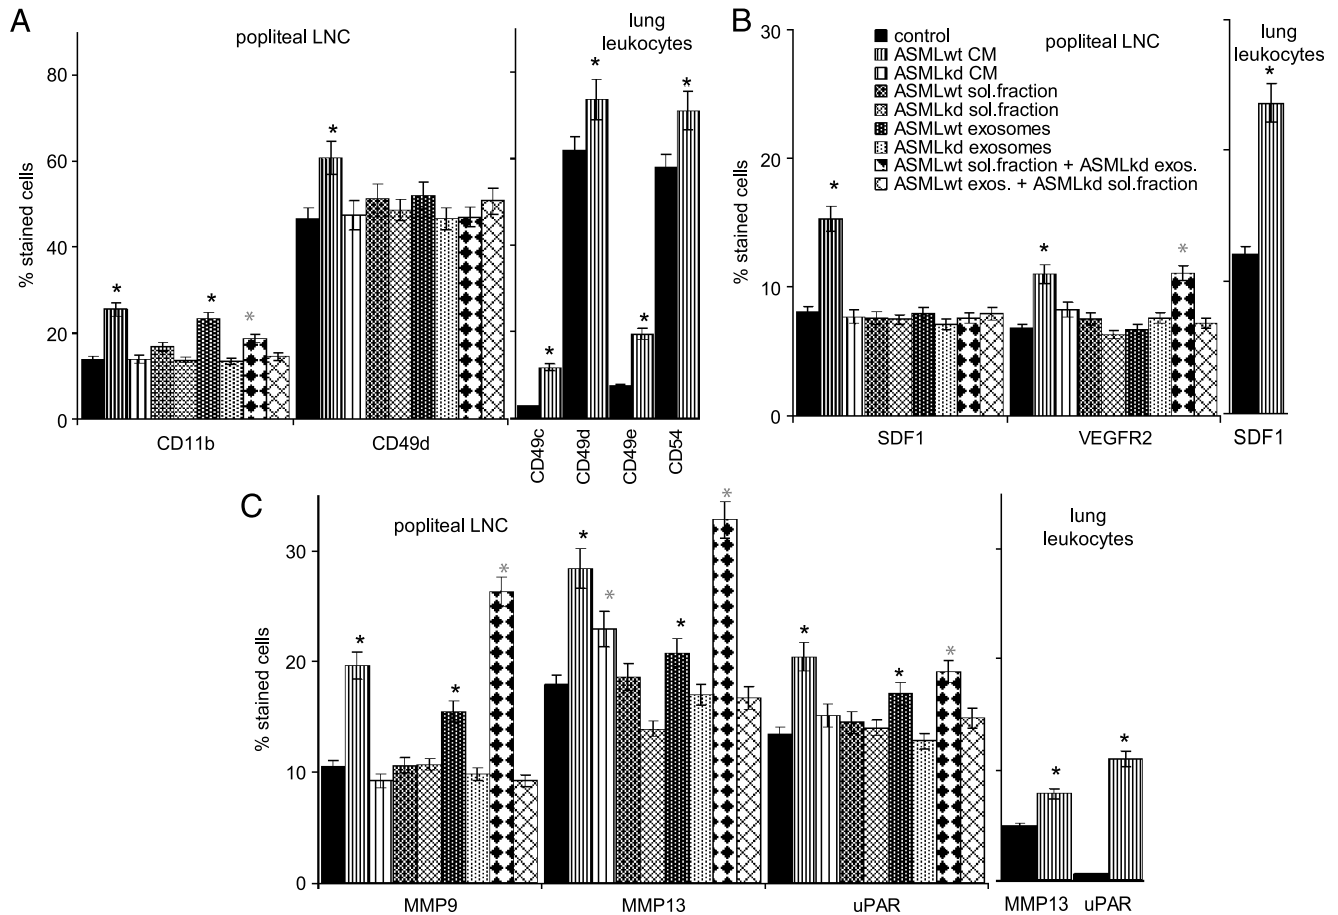 A
popliteal LNC
lung
leukocytes
% stained cells
80
60
40
20
0
*
*
*
*
*
*
*
*
CD11b
CD49d
CD49c
CD49d
CD49e
CD54
B
popliteal LNC
lung
leukocytes
control
ASMLwt CM
ASMLkd CM
ASMLwt sol.fraction
ASMLkd sol.fraction
ASMLwt exosomes
ASMLkd exosomes
ASMLwt sol.fraction + ASMLkd exos.
ASMLwt exos. + ASMLkd sol.fraction
% stained cells
30
20
10
0
*
*
*
*
SDF1
VEGFR2
SDF1
C
popliteal LNC
lung
leukocytes
% stained cells
30
20
10
0
*
*
*
*
*
*
*
*
*
*
*
*
MMP9
MMP13
uPAR
MMP13
uPAR